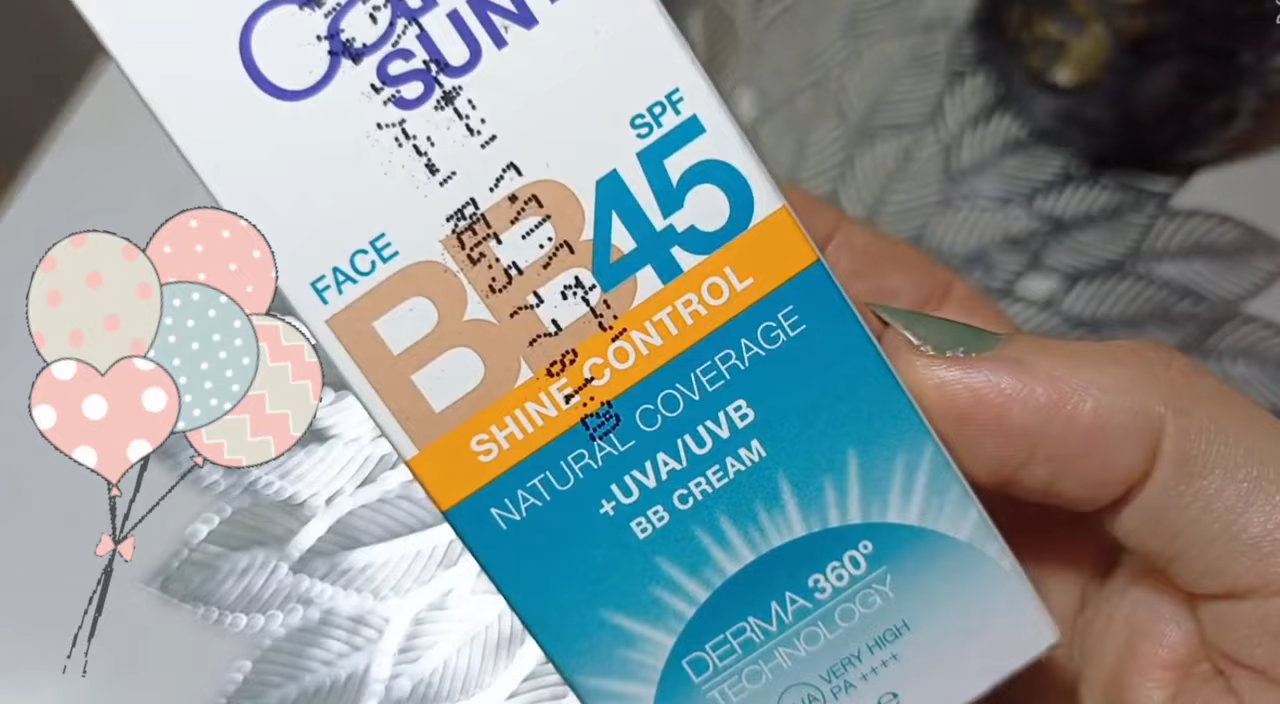 SUN
SPF
FACE
BB 45
SHINE CONTROL
NATURAL COVERAGE
+UVA/UVB
BB CREAM
DERMA 360°
TECHNOLOGY
VERY HIGH
PA ++++